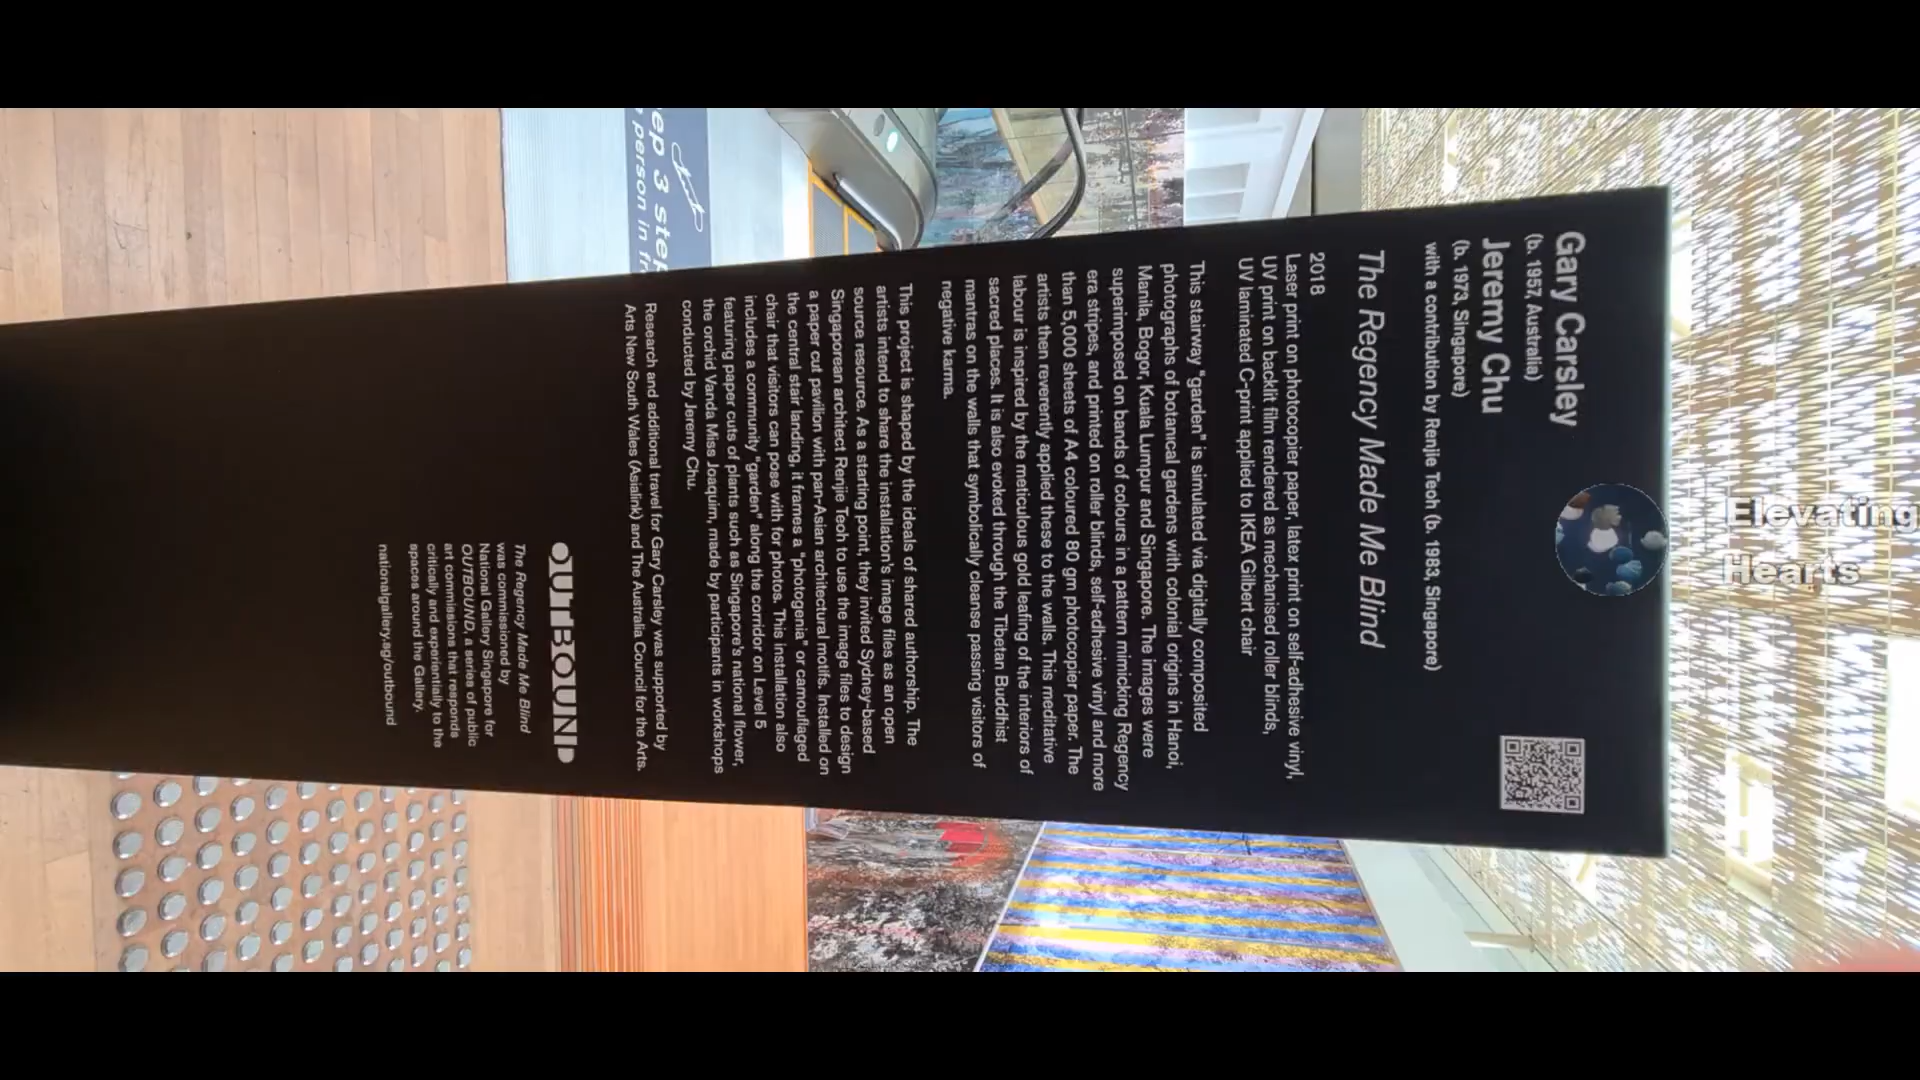 Gary Carsley
(b. 1957, Australia)
Jeremy Chu
(b. 1973, Singapore)
with a contribution by Renjie Teoh (b. 1983, Singapore)
The Regency Made Me Blind
2018
Laser print on photocopier paper, latex print on self-adhesive vinyl,
UV print on backlit film rendered as mechanised roller blinds,
UV laminated C-print applied to IKEA Gilbert chair
This stairway "garden" is simulated via digitally composited
photographs of botanical gardens with colonial origins in Hanoi,
Manila, Bogor, Kuala Lumpur and Singapore. The images were
superimposed on bands of colours in a pattern mimicking Regency
era stripes, and printed on roller blinds, self-adhesive vinyl and more
than 5,000 sheets of A4 coloured 80 gm photocopier paper. The
artists then reverently applied these to the walls. This meditative
labour is inspired by the meticulous gold leafing of the interiors of
sacred places. It is also evoked through the Tibetan Buddhist
mantras on the walls that symbolically cleanse passing visitors of
negative karma.
This project is shaped by the ideals of shared authorship. The
artists intend to share the installation's image files as an open
source resource. As a starting point, they invited Sydney-based
Singaporean architect Renjie Teoh to use the image files to design
a paper cut pavilion with pan-Asian architectural motifs. Installed on
the central stair landing, it frames a "photogenia" or camouflaged
chair that visitors can pose with for photos. This installation also
includes a community "garden" along the corridor on Level 5
featuring paper cuts of plants such as Singapore's national flower,
the orchid Vanda Miss Joaquim, made by participants in workshops
conducted by Jeremy Chu.
Research and additional travel for Gary Carsley was supported by
Arts New South Wales (Asialink) and The Australia Council for the Arts.
OUTBOUND
The Regency Made Me Blind
was commissioned by
National Gallery Singapore for
OUTBOUND, a series of public
art commissions that responds
critically and experientially to the
spaces around the Gallery.
nationalgallery.sg/outbound
ep 3 step
person in fr
Elevating
Hearts